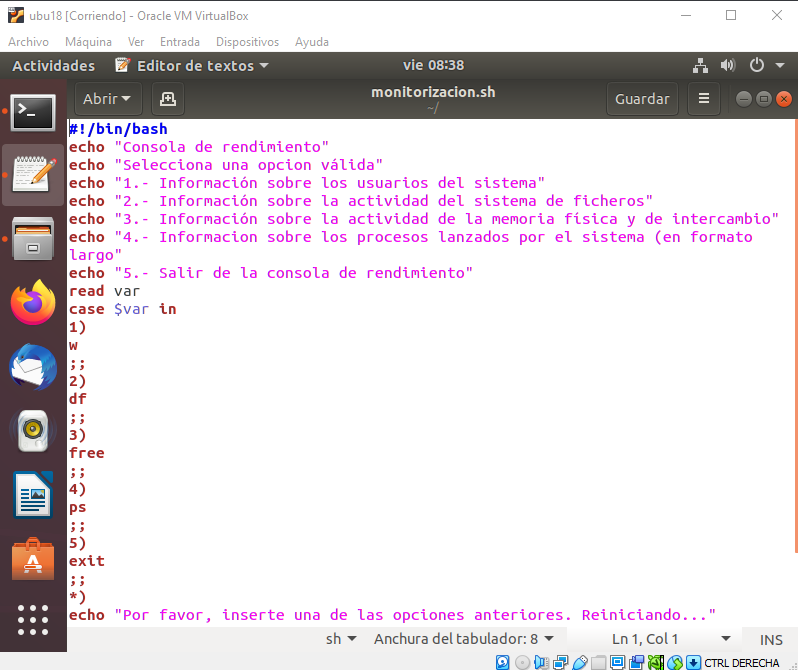 ubu18 [Corriendo] - Oracle VM VirtualBox
Archivo Máquina Ver Entrada Dispositivos Ayuda
Actividades Editor de textos vie 08:38
Abrir monitorizacion.sh Guardar
~/
#!/bin/bash
echo "Consola de rendimiento"
echo "Selecciona una opcion válida"
echo "1.- Información sobre los usuarios del sistema"
echo "2.- Información sobre la actividad del sistema de ficheros"
echo "3.- Información sobre la actividad de la memoria física y de intercambio"
echo "4.- Informacion sobre los procesos lanzados por el sistema (en formato
largo"
echo "5.- Salir de la consola de rendimiento"
read var
case $var in
1)
w
;;
2)
df
;;
3)
free
;;
4)
ps
;;
5)
exit
;;
*)
echo "Por favor, inserte una de las opciones anteriores. Reiniciando..."
sh Anchura del tabulador: 8 Ln 1, Col 1 INS
CTRL DERECHA